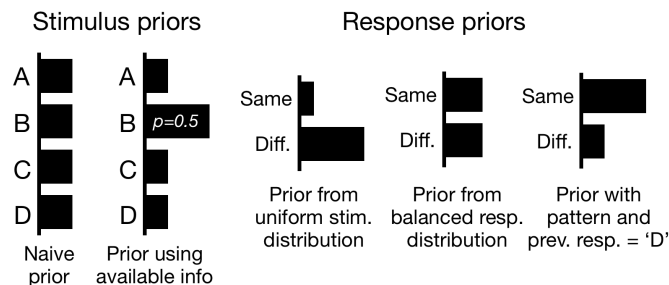 Stimulus priors
A
B
C
D
Naive
prior
A
B p=0.5
C
D
Prior using
available info
Response priors
Same
Diff.
Prior from
uniform stim.
distribution
Same
Diff.
Prior from
balanced resp.
distribution
Same
Diff.
Prior with
pattern and
prev. resp. = ‘D’